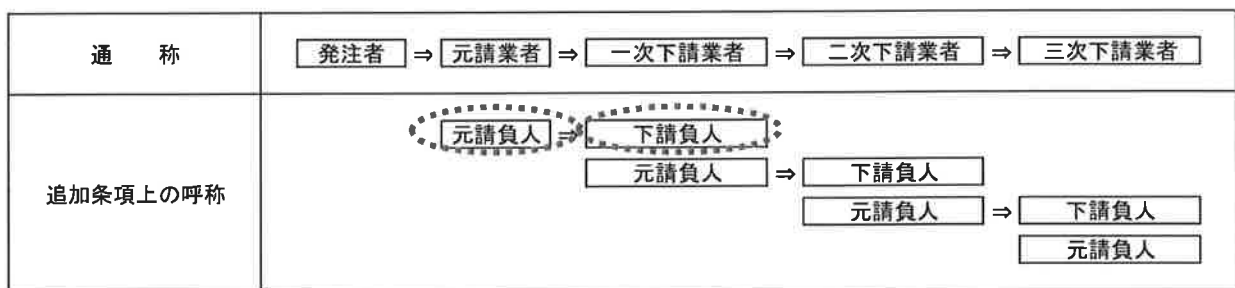 通　　称
発注者 ⇒ 元請業者 ⇒ 一次下請業者 ⇒ 二次下請業者 ⇒ 三次下請業者
追加条項上の呼称
元請負人 ⇒ 下請負人
元請負人 ⇒ 下請負人
元請負人 ⇒ 下請負人
元請負人